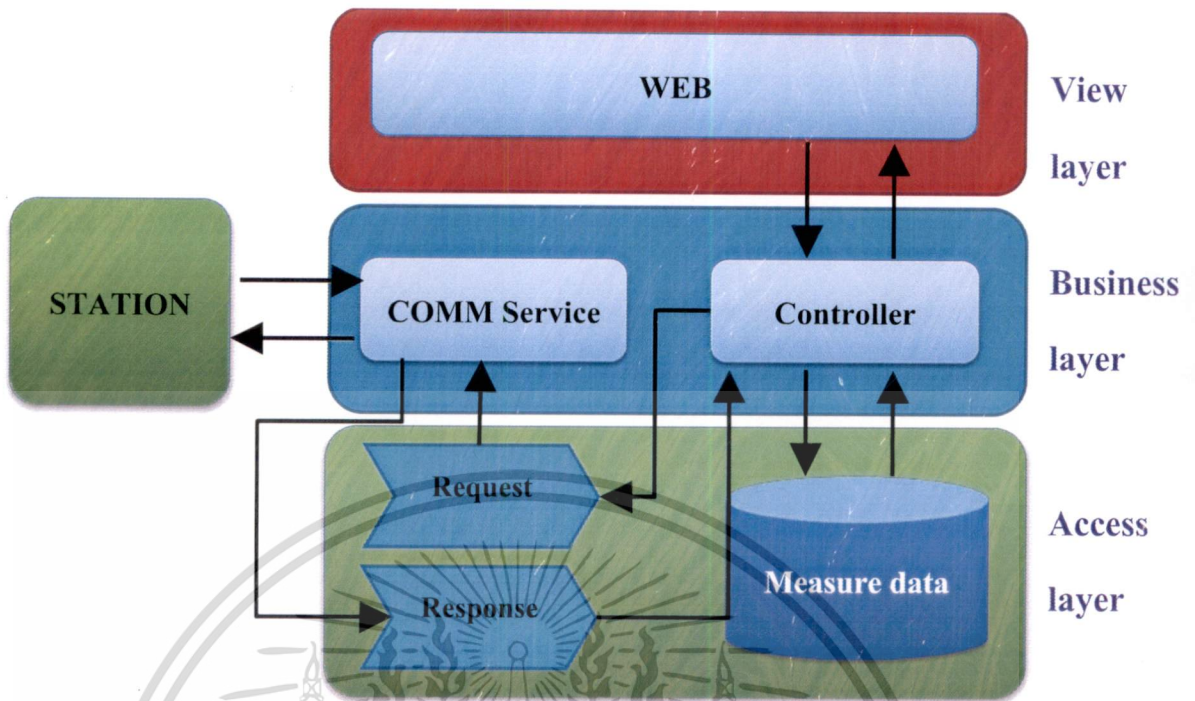 WEB
View
layer
STATION
COMM Service
Controller
Business
layer
Request
Response
Measure data
Access
layer